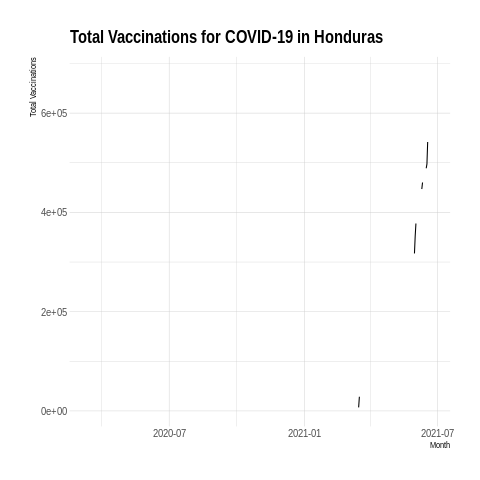 Total Vaccinations for COVID-19 in Honduras
Total Vaccinations
6e+05
4e+05
2e+05
0e+00
2020-07
2021-01
2021-07
Month